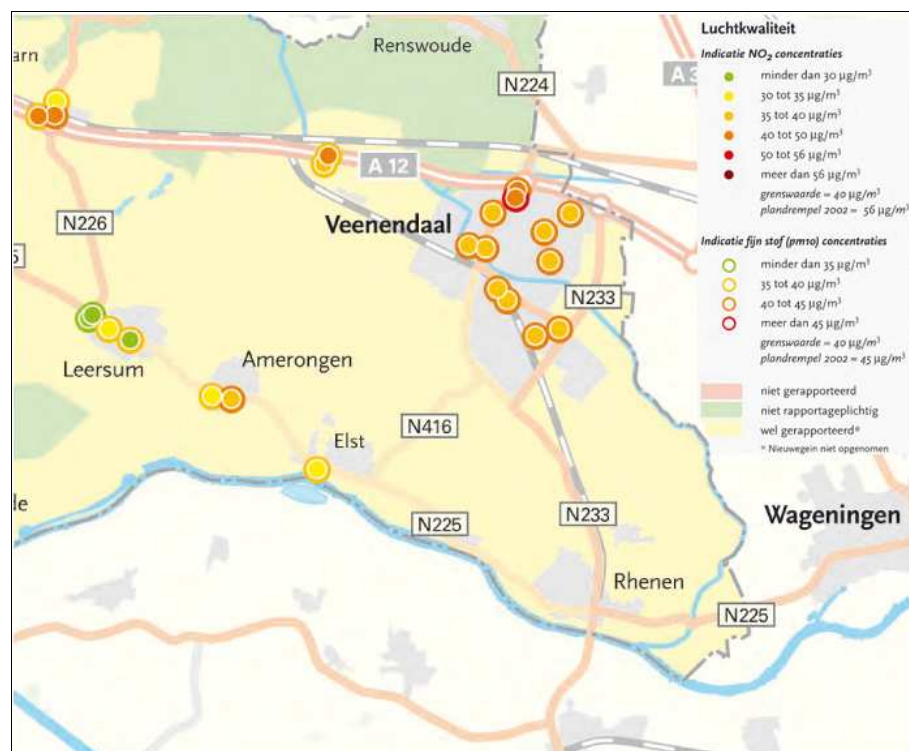 arn
Renswoude
N224
A 3
A 12
Veenendaal
N226
5
N233
Leersum
Amerongen
Elst
N416
de
N225
N233
Rhenen
Wageningen
N225
Luchtkwaliteit
Indicatie NO₂ concentraties
minder dan 30 µg/m³
30 tot 35 µg/m³
35 tot 40 µg/m³
40 tot 50 µg/m³
50 tot 56 µg/m³
meer dan 56 µg/m³
grenswaarde = 40 µg/m³
plandrempel 2002 = 56 µg/m³
Indicatie fijn stof (pm10) concentraties
minder dan 35 µg/m³
35 tot 40 µg/m³
40 tot 45 µg/m³
meer dan 45 µg/m³
grenswaarde = 40 µg/m³
plandrempel 2002 = 45 µg/m³
niet gerapporteerd
niet rapportageplichtig
wel gerapporteerd*
* Nieuwegein niet opgenomen